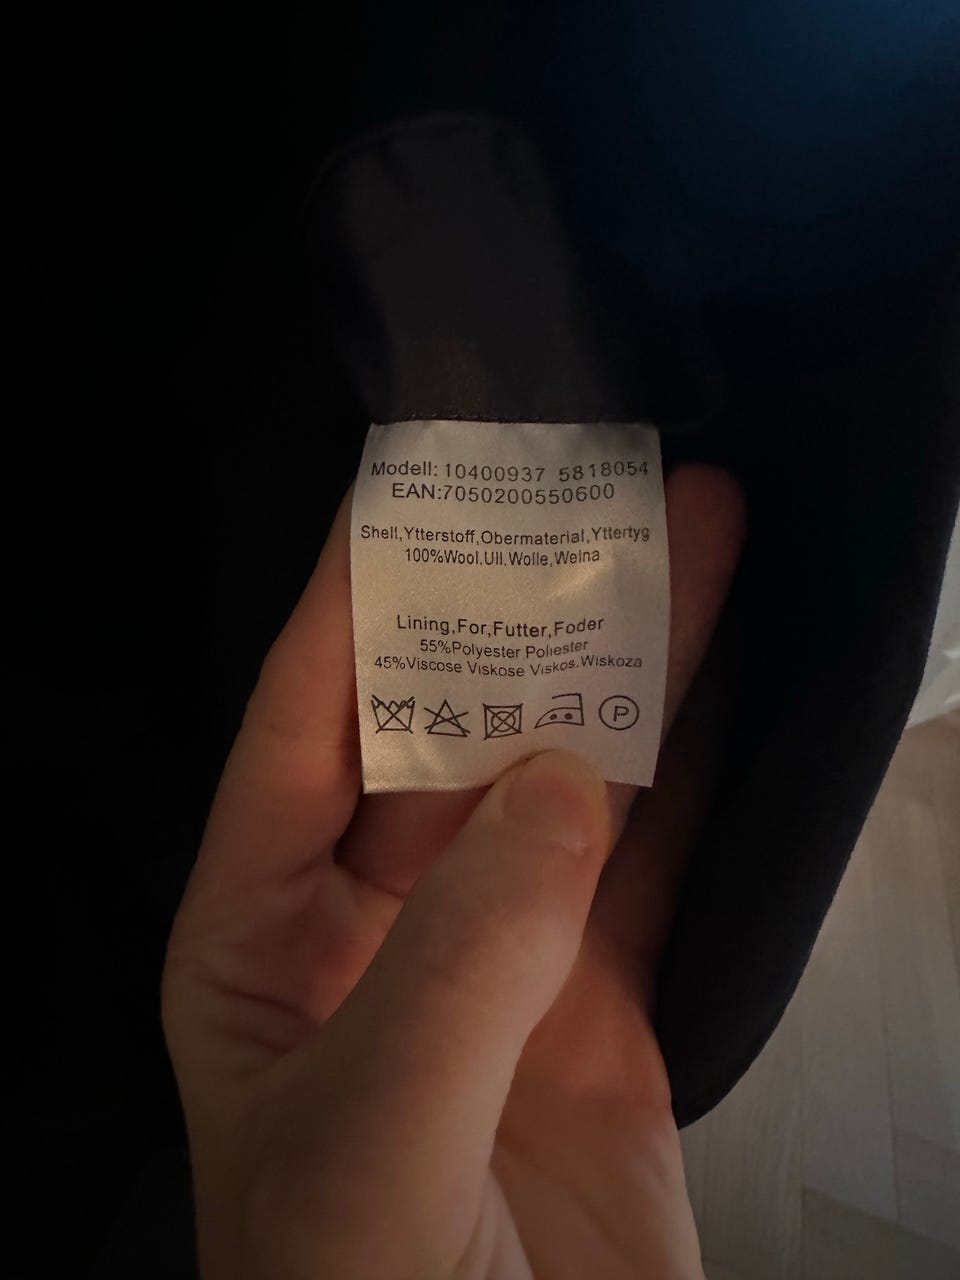 Modell: 10400937 5818054
EAN:7050200550600
Shell,Ytterstoff,Obermaterial,Yttertyg
100%Wool,Ull,Wolle,Welna
Lining,For,Futter,Foder
55%Polyester Poliester
45%Viscose Viskose Viskos,Wiskoza
P